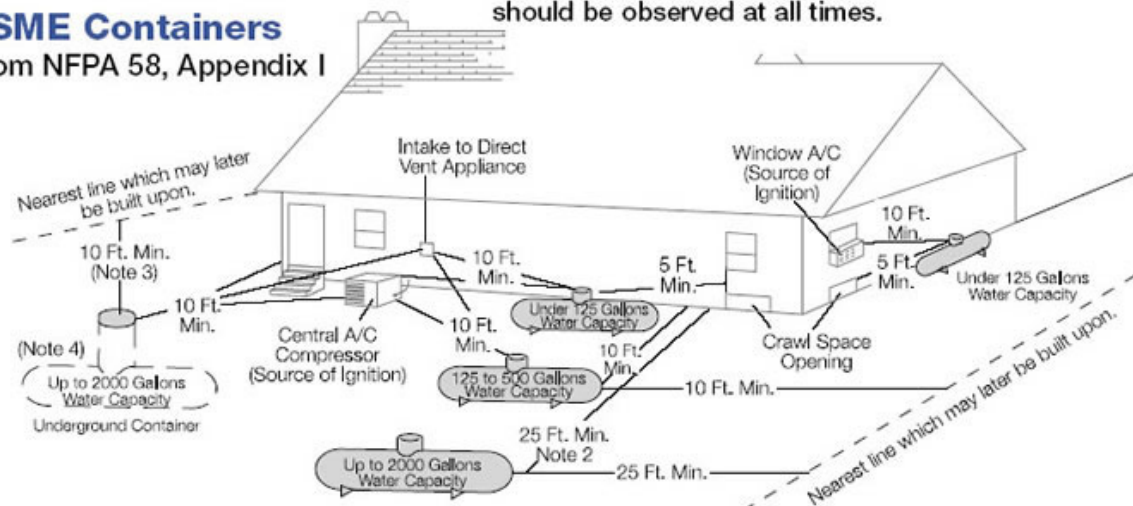 SME Containers
om NFPA 58, Appendix I
should be observed at all times.
Nearest line which may later
be built upon.
10 Ft. Min.
(Note 3)
10 Ft.
Min.
(Note 4)
Up to 2000 Gallons
Water Capacity
Underground Container
Intake to Direct
Vent Appliance
Central A/C
Compressor
(Source of Ignition)
10 Ft.
Min.
10 Ft.
Min.
5 Ft.
Min.
Under 125 Gallons
Water Capacity
10 Ft.
Min.
125 to 500 Gallons
Water Capacity
10 Ft. Min.
25 Ft. Min.
Note 2
Up to 2000 Gallons
Water Capacity
25 Ft. Min.
Window A/C
(Source of
Ignition)
10 Ft.
Min.
5 Ft.
Min.
Under 125 Gallons
Water Capacity
Crawl Space
Opening
Nearest line which may later be built upon.